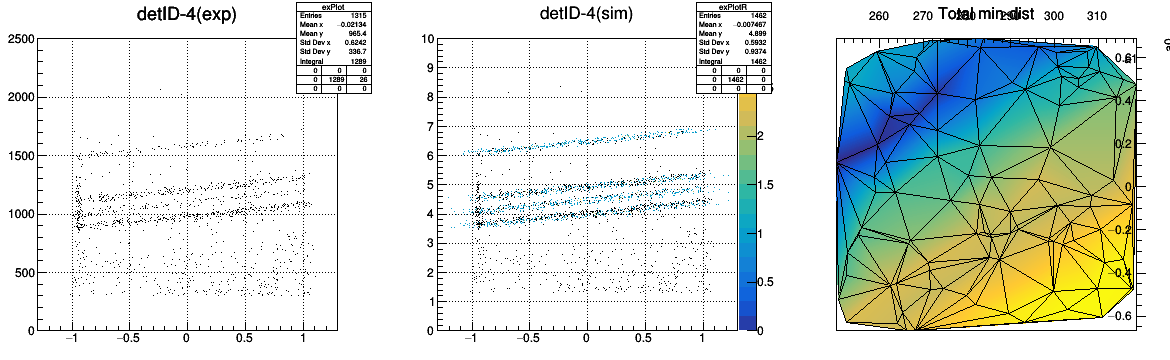 detID-4(exp)
exPlot
Entries 1315
Mean x −0.02134
Mean y 965.4
Std Dev x 0.6242
Std Dev y 336.7
Integral 1289
0 0 0
0 1289 26
0 0 0
2500
2000
1500
1000
500
0
−1 −0.5 0 0.5 1
detID-4(sim)
exPlotR
Entries 1462
Mean x −0.007467
Mean y 4.899
Std Dev x 0.5932
Std Dev y 0.9374
Integral 1462
0 0 0
0 1462 0
0 0 0
10
9
8
7
6
5
4
3
2
1
0
−1 −0.5 0 0.5 1
2
1.5
1
0.5
0
Total min-dist
260 270 280 290 300 310
0.6
0.4
0.2
0
−0.2
−0.4
−0.6